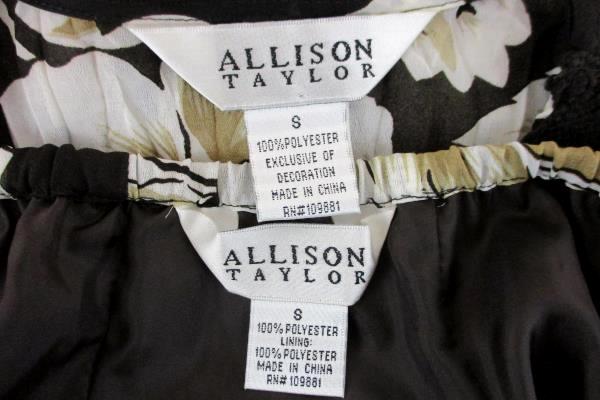 ALLISON
TAYLOR
S
100% POLYESTER
EXCLUSIVE OF
DECORATION
MADE IN CHINA
RN#109881
ALLISON
TAYLOR
S
100% POLYESTER
LINING:
100% POLYESTER
MADE IN CHINA
RN# 109881